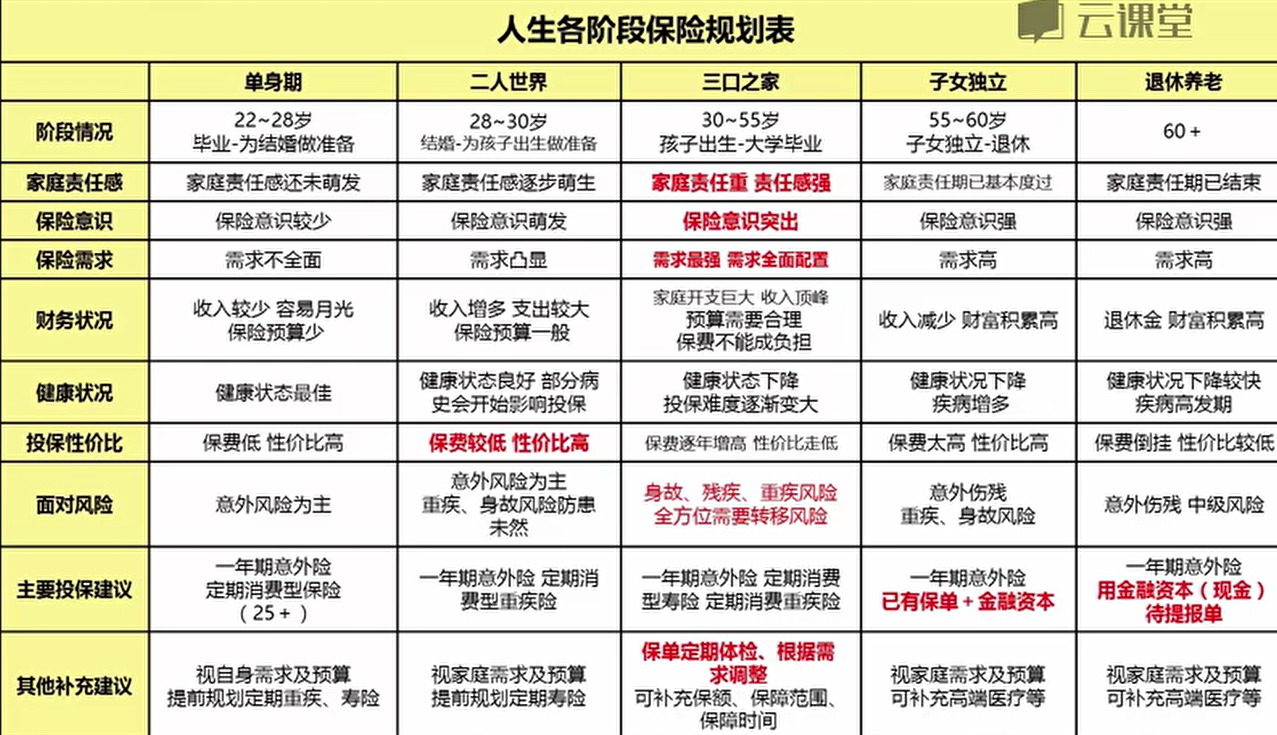 人生各阶段保险规划表
云课堂
单身期 二人世界 三口之家 子女独立 退休养老
阶段情况
22~28岁
毕业-为结婚做准备
28~30岁
结婚-为孩子出生做准备
30~55岁
孩子出生-大学毕业
55~60岁
子女独立-退休
60+
家庭责任感
家庭责任感还未萌发
家庭责任感逐步萌生
家庭责任重 责任感强
家庭责任期已基本度过
家庭责任期已结束
保险意识
保险意识较少
保险意识萌发
保险意识突出
保险意识强
保险意识强
保险需求
需求不全面
需求凸显
需求最强 需求全面配置
需求高
需求高
财务状况
收入较少 容易月光
保险预算少
收入增多 支出较大
保险预算一般
家庭开支巨大 收入顶峰
预算需要合理
保费不能成负担
收入减少 财富积累高
退休金 财富积累高
健康状况
健康状态最佳
健康状态良好 部分病
史会开始影响投保
健康状态下降
投保难度逐渐变大
健康状况下降
疾病增多
健康状况下降较快
疾病高发期
投保性价比
保费低 性价比高
保费较低 性价比高
保费逐年增高 性价比走低
保费太高 性价比高
保费倒挂 性价比较低
面对风险
意外风险为主
意外风险为主
重疾、身故风险防患
未然
身故、残疾、重疾风险
全方位需要转移风险
意外伤残
重疾、身故风险
意外伤残 中级风险
主要投保建议
一年期意外险
定期消费型保险
（25+）
一年期意外险 定期消
费型重疾险
一年期意外险 定期消费
型寿险 定期消费重疾险
一年期意外险
已有保单+金融资本
一年期意外险
用金融资本（现金）
待提报单
其他补充建议
视自身需求及预算
提前规划定期重疾、寿险
视家庭需求及预算
提前规划定期寿险
保单定期体检、根据需
求调整
可补充保额、保障范围、
保障时间
视家庭需求及预算
可补充高端医疗等
视家庭需求及预算
可补充高端医疗等